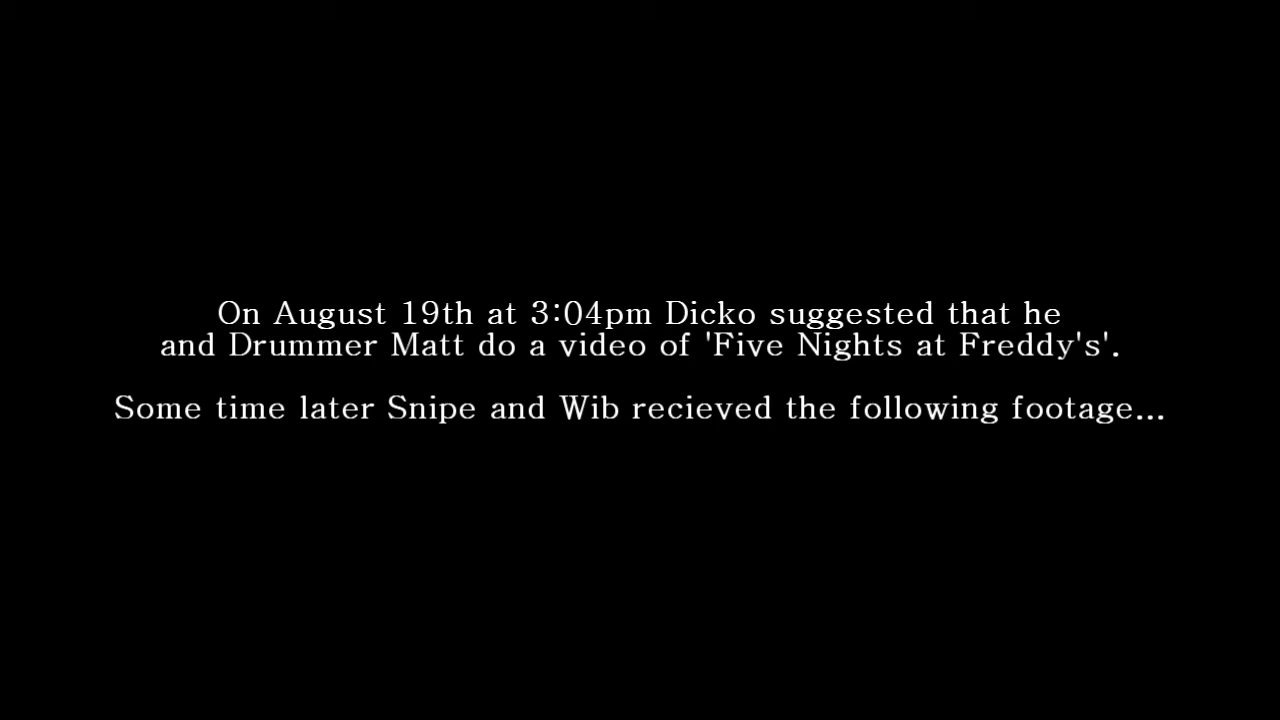 On August 19th at 3:04pm Dicko suggested that he
and Drummer Matt do a video of 'Five Nights at Freddy's'.
Some time later Snipe and Wib recieved the following footage...